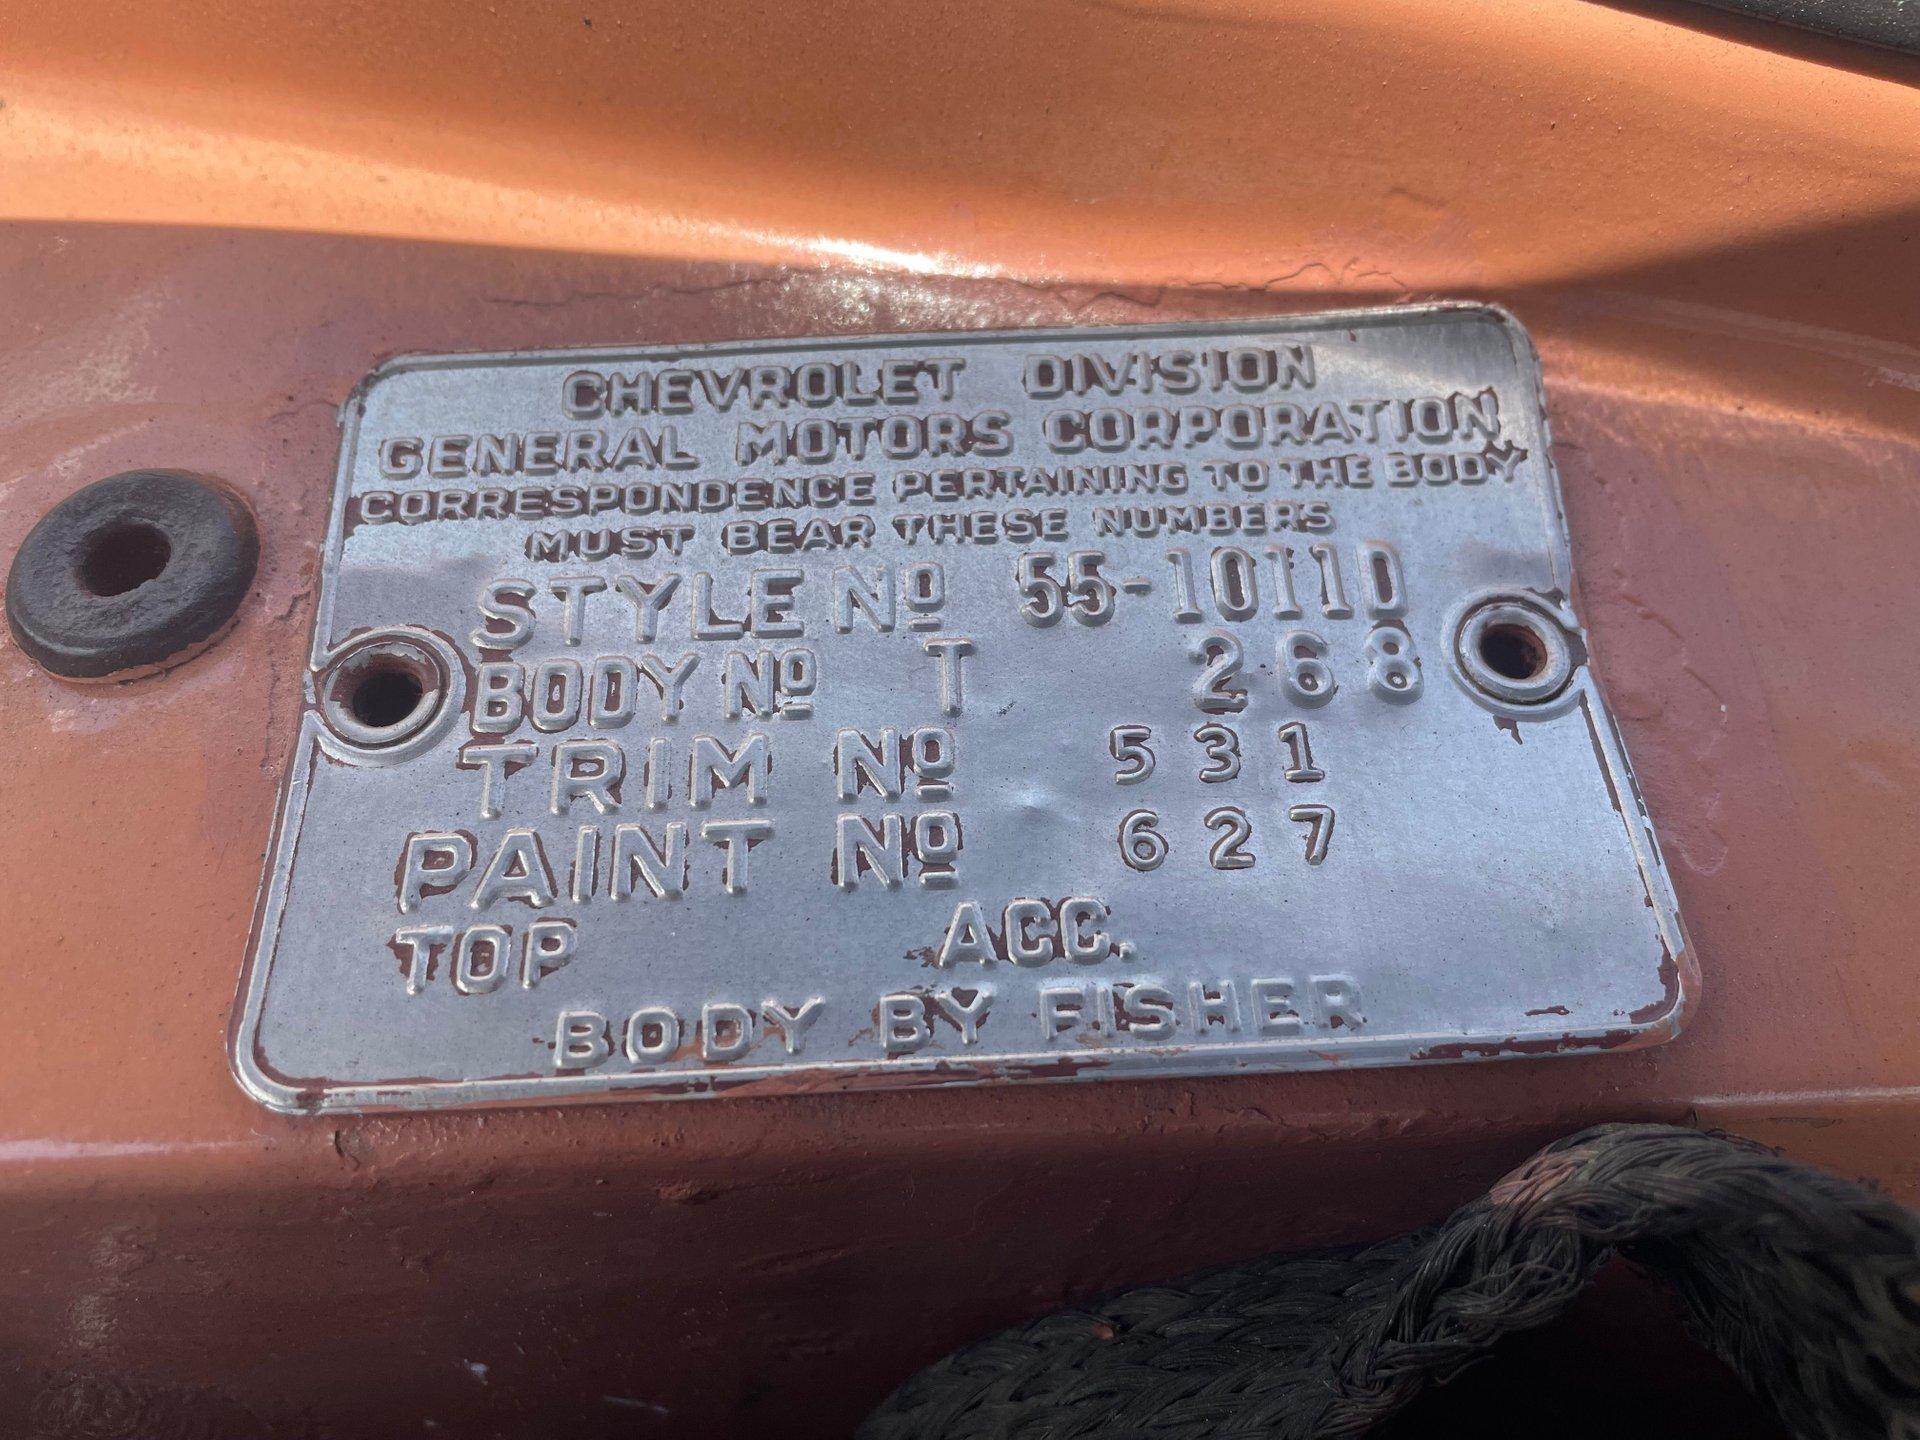 CHEVROLET DIVISION
GENERAL MOTORS CORPORATION
CORRESPONDENCE PERTAINING TO THE BODY
MUST BEAR THESE NUMBERS
STYLE Nº 55-1011D
BODY Nº T 268
TRIM Nº 531
PAINT Nº 627
TOP ACC.
BODY BY FISHER